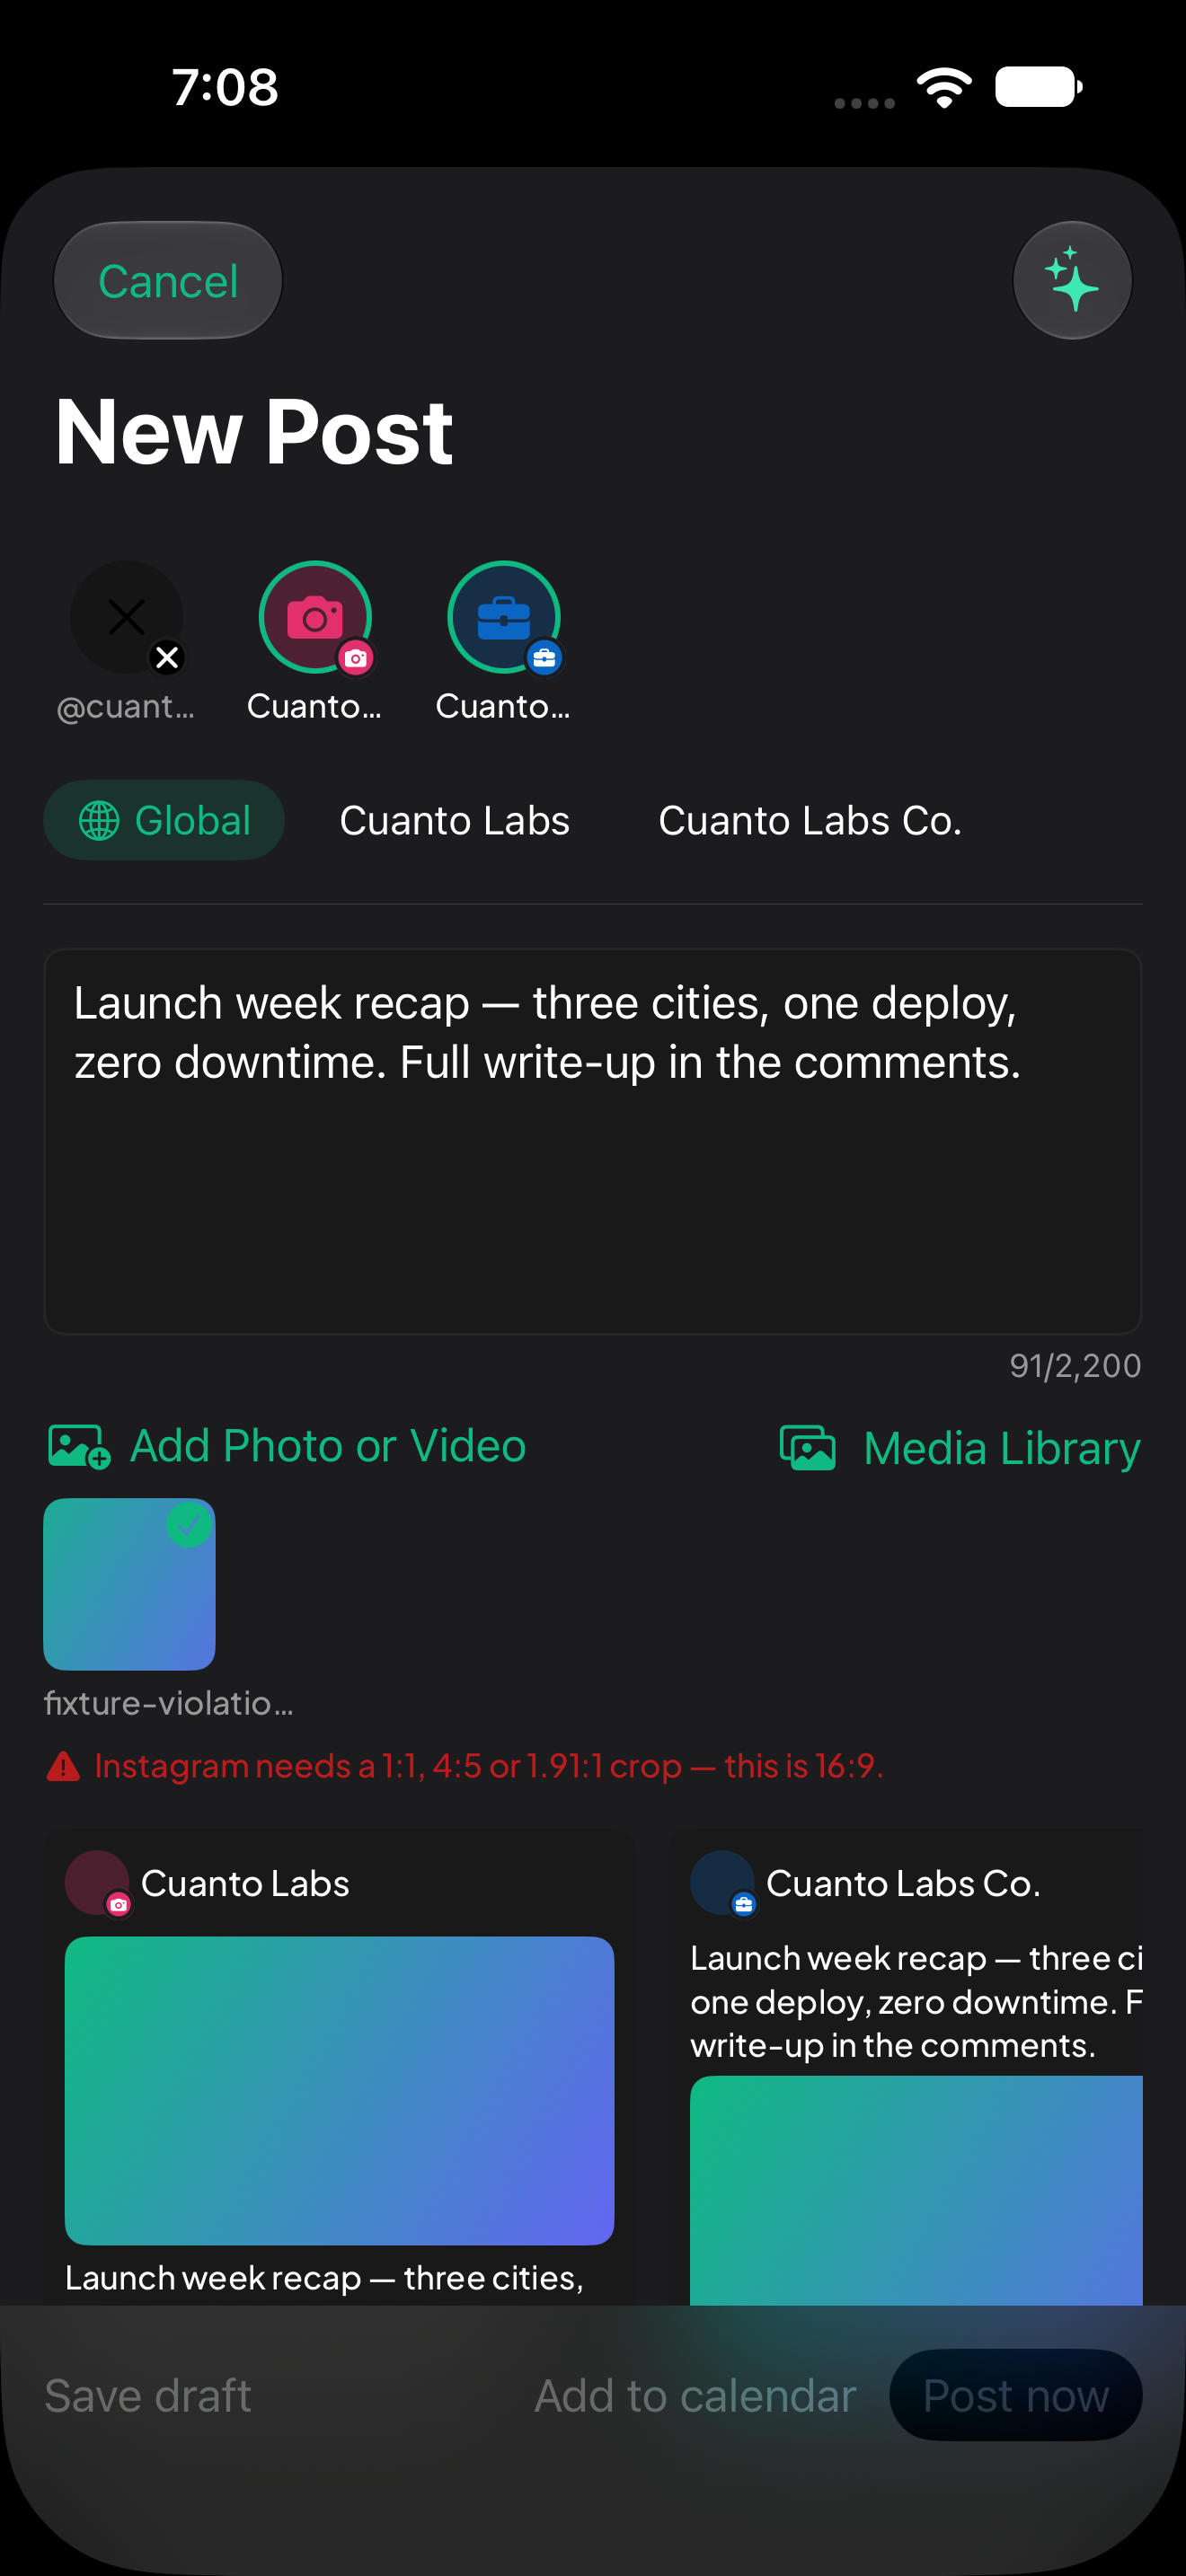 7:08
Cancel
New Post
@cuant...
Cuanto...
Cuanto...
Global
Cuanto Labs
Cuanto Labs Co.
Launch week recap — three cities, one deploy,
zero downtime. Full write-up in the comments.
91/2,200
Add Photo or Video
Media Library
fixture-violatio...
Instagram needs a 1:1, 4:5 or 1.91:1 crop — this is 16:9.
Cuanto Labs
Launch week recap — three cities,
Cuanto Labs Co.
Launch week recap — three ci
one deploy, zero downtime. F
write-up in the comments.
Save draft
Add to calendar
Post now